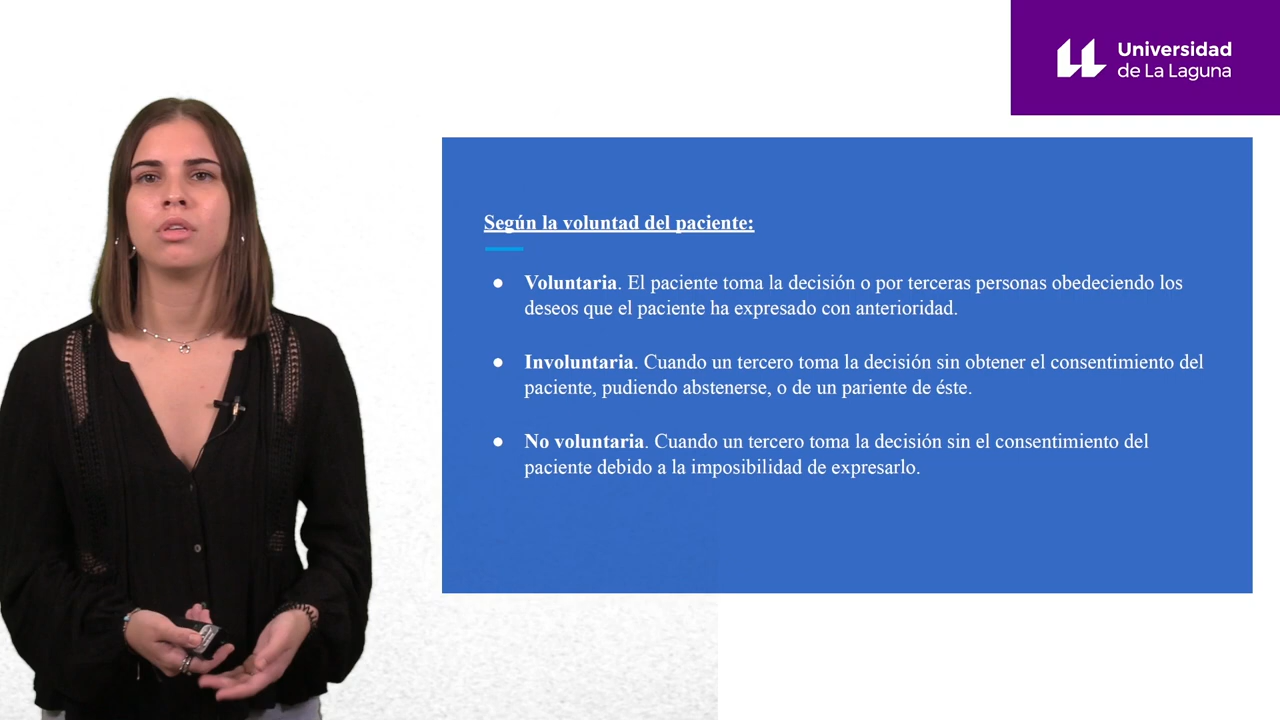 Universidad
de La Laguna
Según la voluntad del paciente:
● Voluntaria. El paciente toma la decisión o por terceras personas obedeciendo los
deseos que el paciente ha expresado con anterioridad.
● Involuntaria. Cuando un tercero toma la decisión sin obtener el consentimiento del
paciente, pudiendo abstenerse, o de un pariente de éste.
● No voluntaria. Cuando un tercero toma la decisión sin el consentimiento del
paciente debido a la imposibilidad de expresarlo.